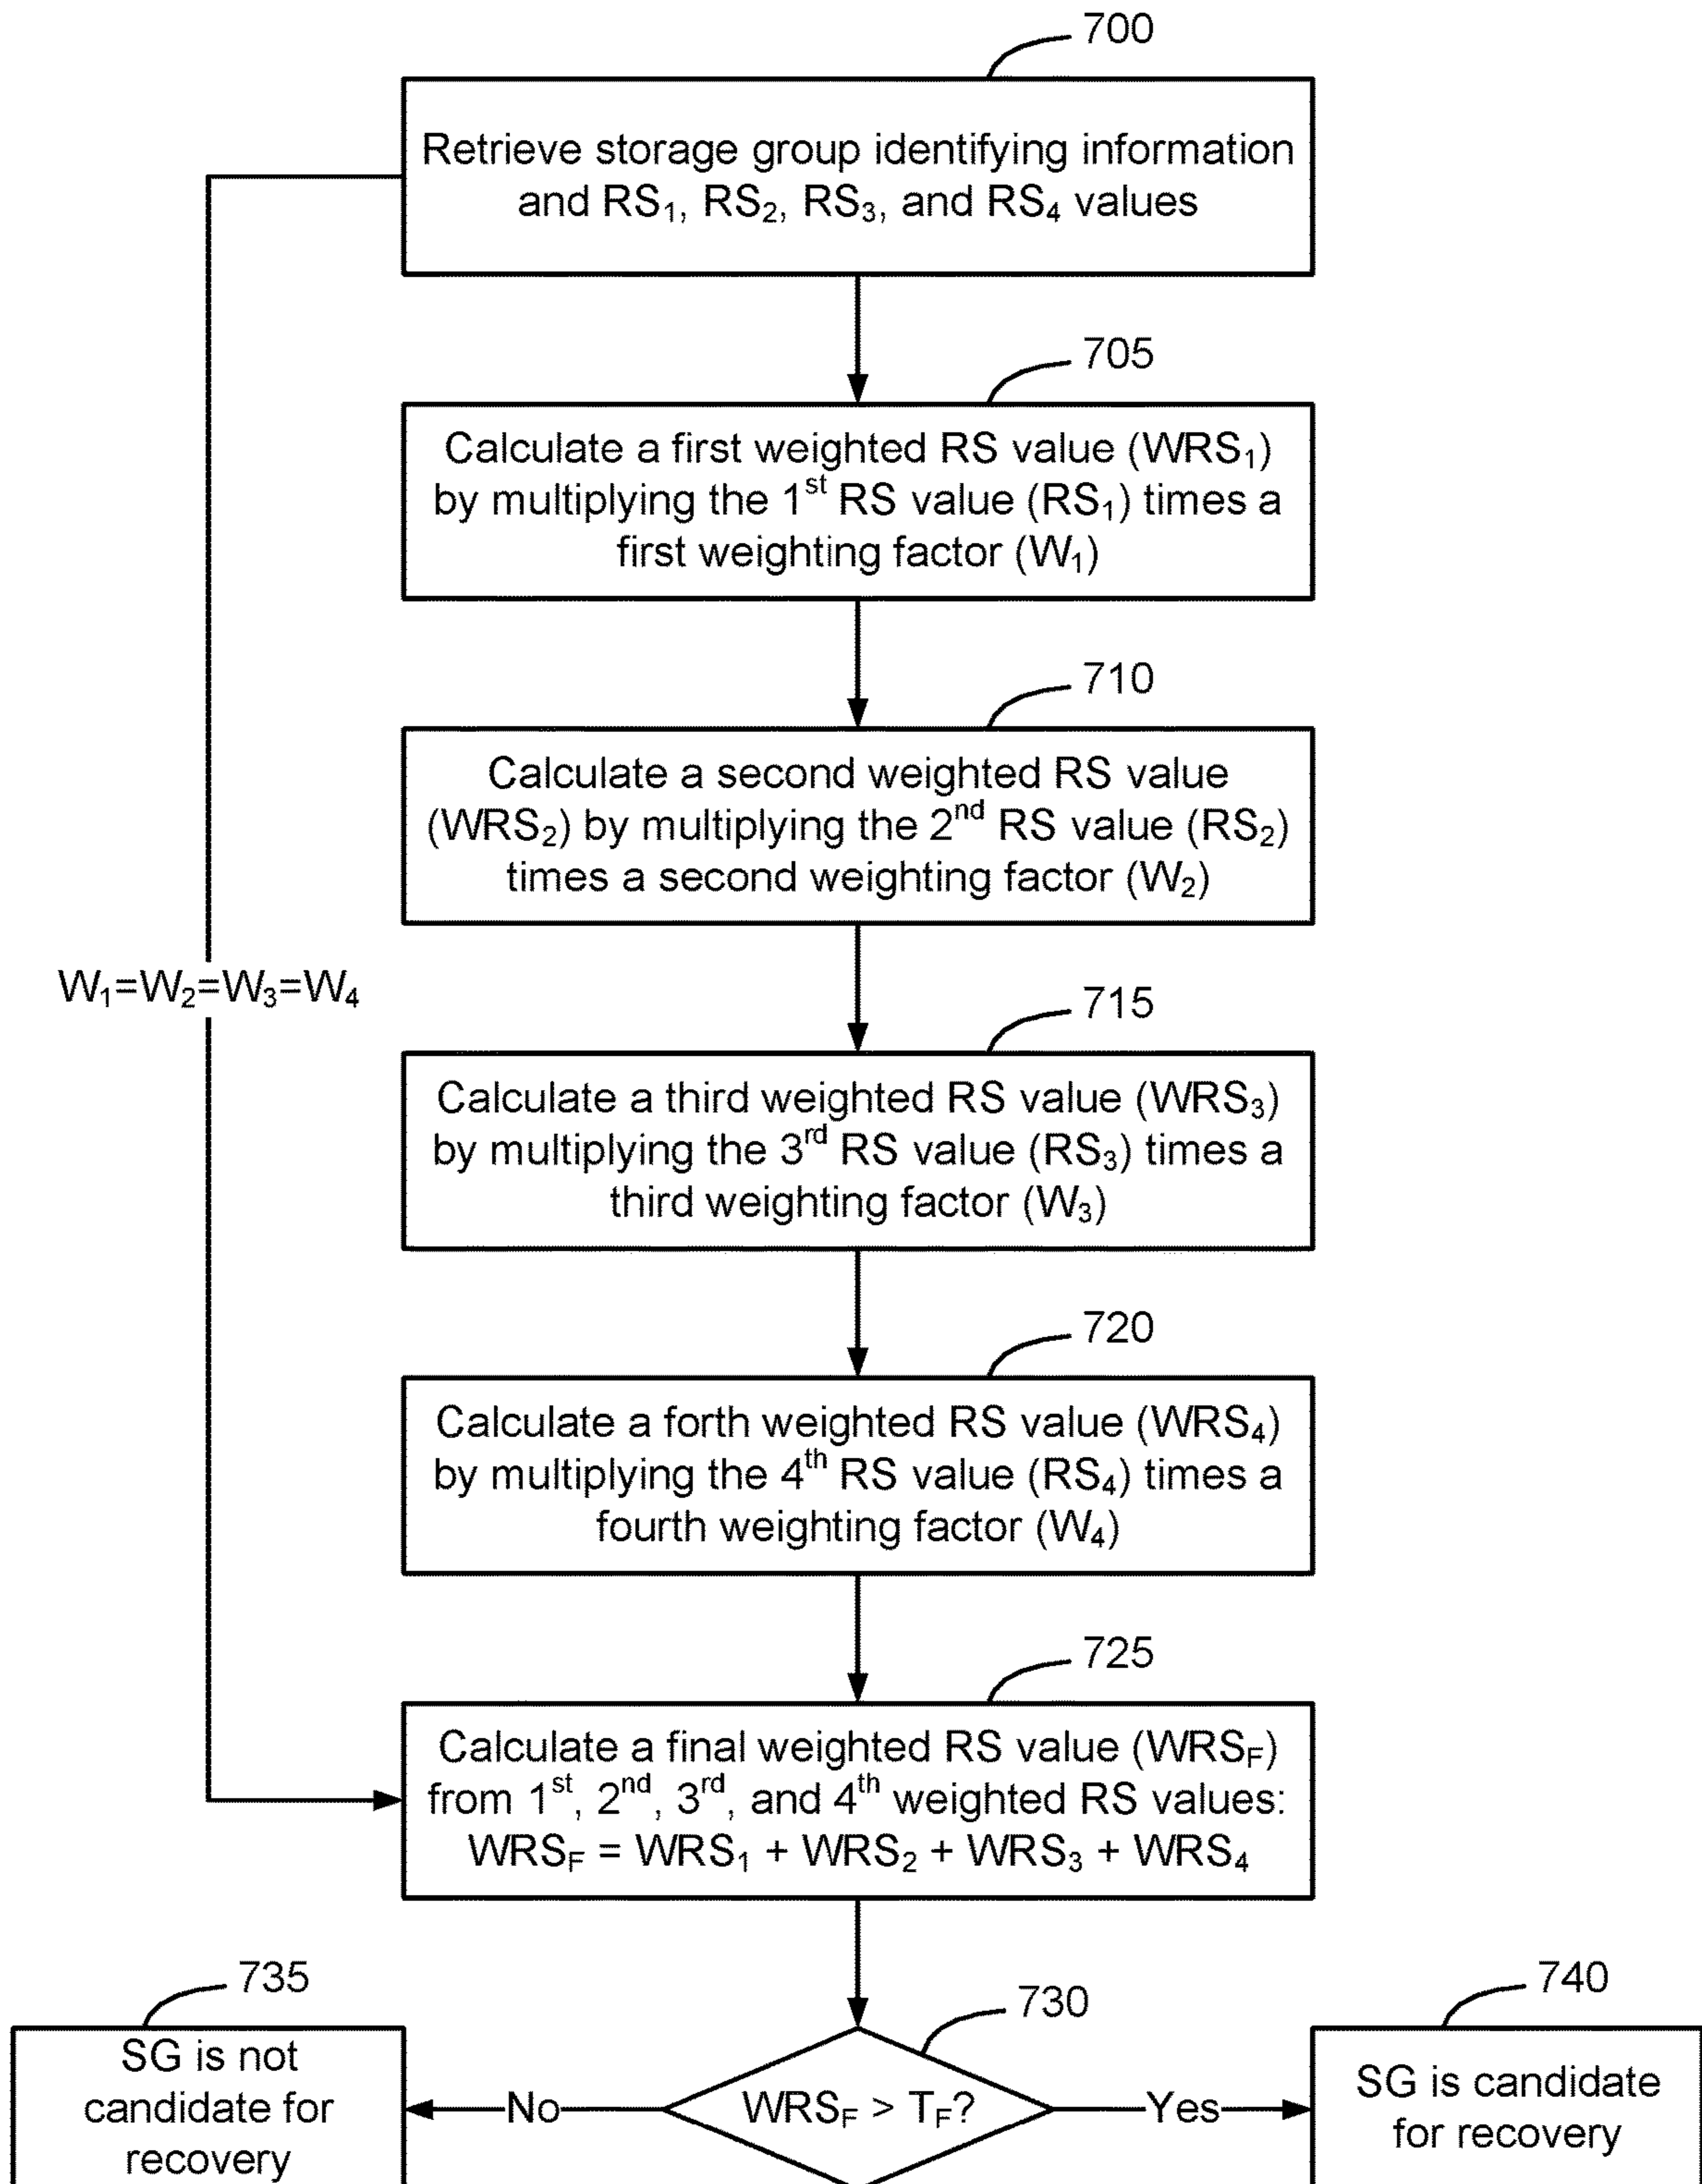 700
Retrieve storage group identifying information
and RS₁, RS₂, RS₃, and RS₄ values
705
Calculate a first weighted RS value (WRS₁)
by multiplying the 1ˢᵗ RS value (RS₁) times a
first weighting factor (W₁)
710
Calculate a second weighted RS value
(WRS₂) by multiplying the 2ⁿᵈ RS value (RS₂)
times a second weighting factor (W₂)
W₁=W₂=W₃=W₄
715
Calculate a third weighted RS value (WRS₃)
by multiplying the 3ʳᵈ RS value (RS₃) times a
third weighting factor (W₃)
720
Calculate a forth weighted RS value (WRS₄)
by multiplying the 4ᵗʰ RS value (RS₄) times a
fourth weighting factor (W₄)
725
Calculate a final weighted RS value (WRS_F)
from 1ˢᵗ, 2ⁿᵈ, 3ʳᵈ, and 4ᵗʰ weighted RS values:
WRS_F = WRS₁ + WRS₂ + WRS₃ + WRS₄
735
SG is not
candidate for
recovery
No
730
WRS_F > T_F?
Yes
740
SG is candidate
for recovery